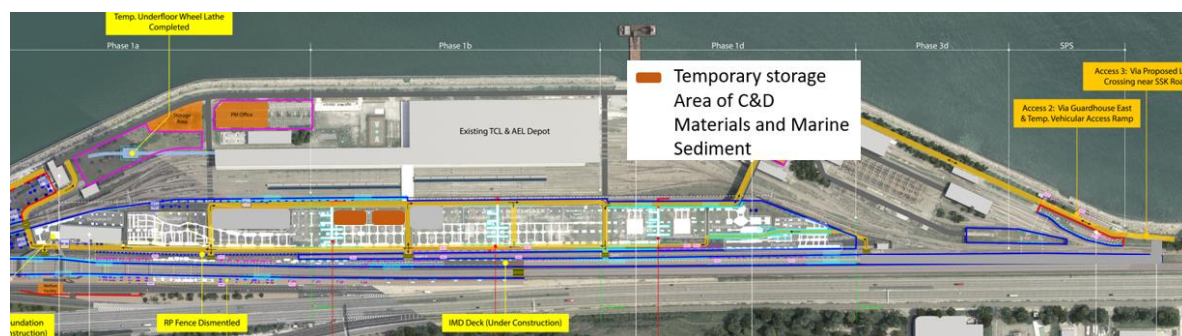 Temp. Underfloor Wheel Lathe
Completed
Phase 1a
Phase 1b
Phase 1d
Phase 3d
SPS
Temporary storage
Area of C&D
Materials and Marine
Sediment
Access 3: Via Proposed L
Crossing near SSK Roa
Access 2: Via Guardhouse East
& Temp. Vehicular Access Ramp
Storage
Area
PM Office
Existing TCL & AEL Depot
oundation
nstruction)
RP Fence Dismentled
IMD Deck (Under Construction)